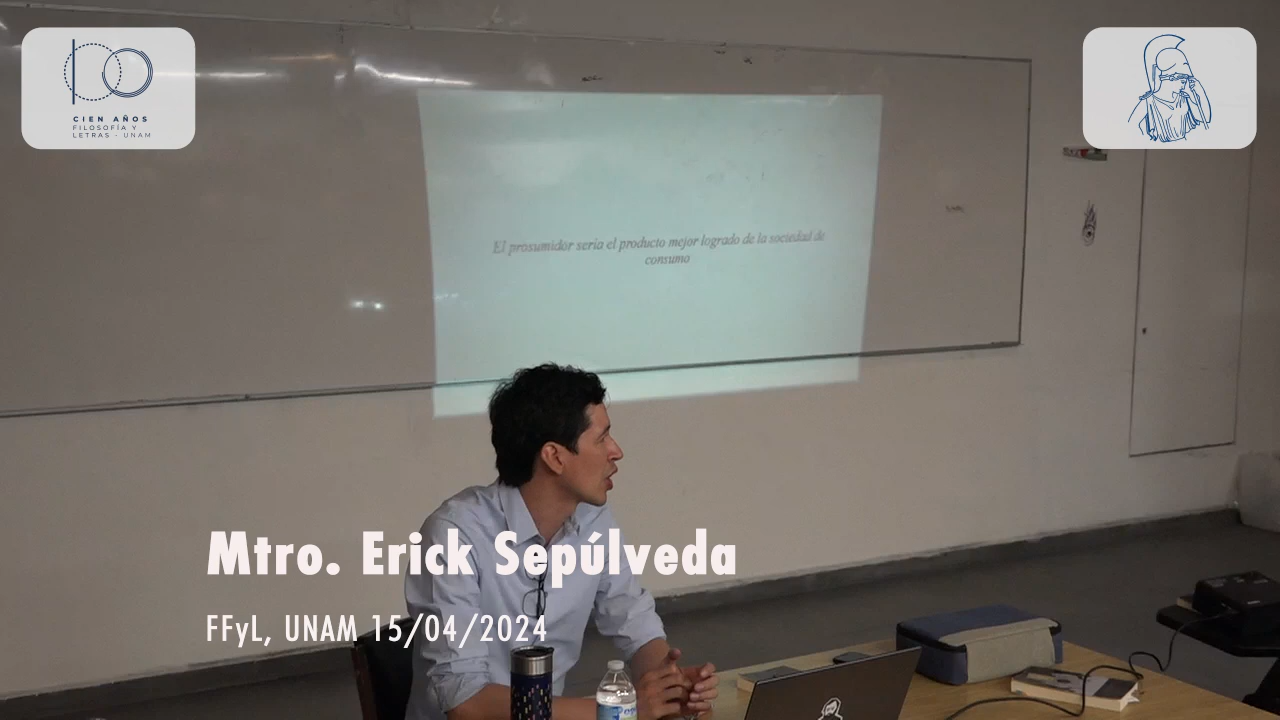 CIEN AÑOS
FILOSOFÍA Y
LETRAS - UNAM
El prosumidor sería el producto mejor logrado de la sociedad de
consumo
Mtro. Erick Sepúlveda
FFyL, UNAM 15/04/2024